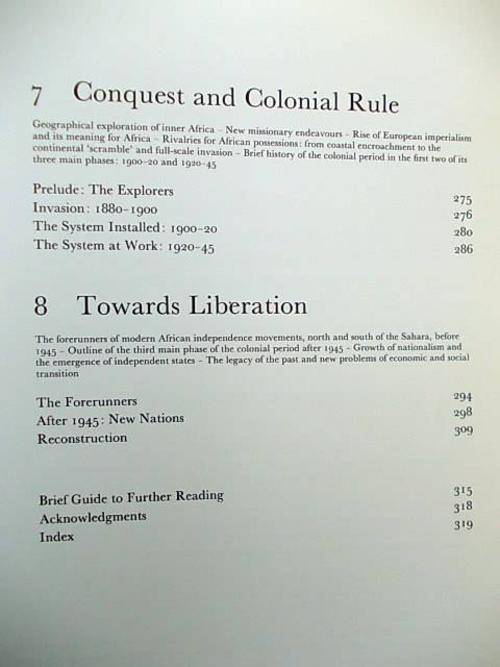 7 Conquest and Colonial Rule
Geographical exploration of inner Africa – New missionary endeavours – Rise of European imperialism
and its meaning for Africa – Rivalries for African possessions: from coastal encroachment to the
continental 'scramble' and full-scale invasion – Brief history of the colonial period in the first two of its
three main phases: 1900–20 and 1920–45
Prelude: The Explorers 275
Invasion: 1880–1900 276
The System Installed: 1900–20 280
The System at Work: 1920–45 286
8 Towards Liberation
The forerunners of modern African independence movements, north and south of the Sahara, before
1945 – Outline of the third main phase of the colonial period after 1945 – Growth of nationalism and
the emergence of independent states – The legacy of the past and new problems of economic and social
transition
The Forerunners 294
After 1945: New Nations 298
Reconstruction 309
Brief Guide to Further Reading 315
Acknowledgments 318
Index 319